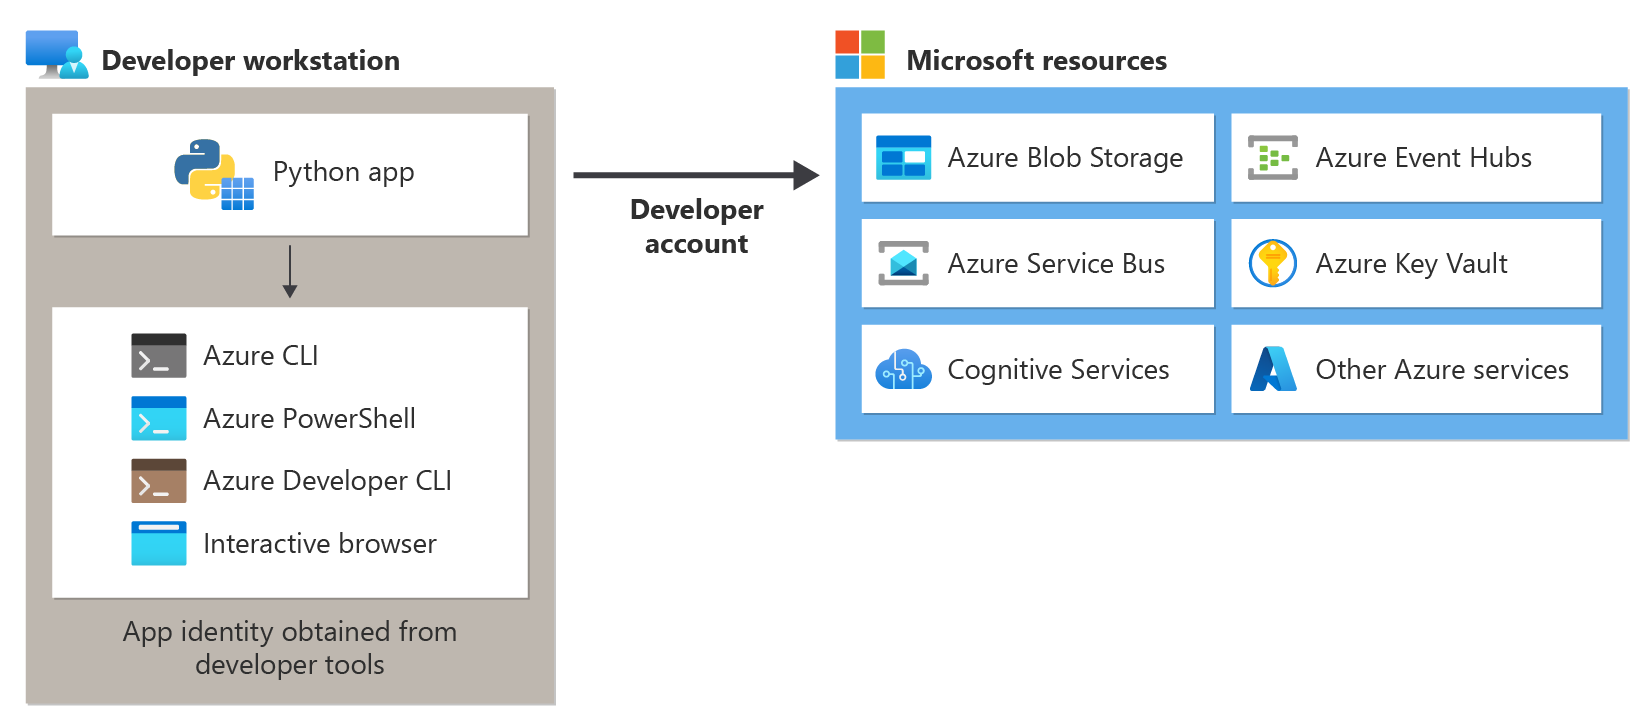 Developer workstation
Python app
Azure CLI
Azure PowerShell
Azure Developer CLI
Interactive browser
App identity obtained from
developer tools
Developer
account
Microsoft resources
Azure Blob Storage
Azure Event Hubs
Azure Service Bus
Azure Key Vault
Cognitive Services
Other Azure services